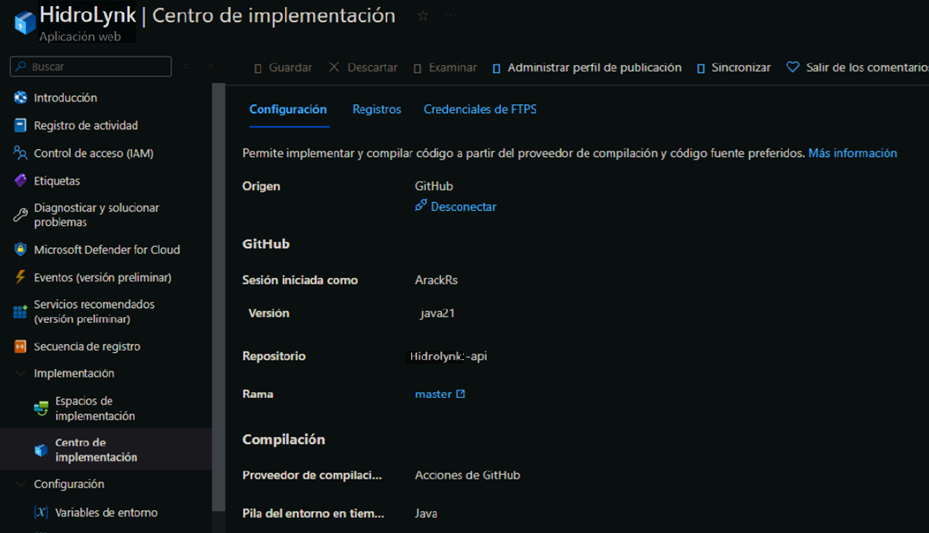 HidroLynk | Centro de implementación
Aplicación web
Buscar
Guardar
Descartar
Examinar
Administrar perfil de publicación
Sincronizar
Salir de los comentarios
Introducción
Registro de actividad
Control de acceso (IAM)
Etiquetas
Diagnosticar y solucionar
problemas
Microsoft Defender for Cloud
Eventos (versión preliminar)
Servicios recomendados
(versión preliminar)
Secuencia de registro
Implementación
Espacios de
implementación
Centro de
implementación
Configuración
Variables de entorno
Configuración
Registros
Credenciales de FTPS
Permite implementar y compilar código a partir del proveedor de compilación y código fuente preferidos. Más información
Origen
GitHub
Desconectar
GitHub
Sesión iniciada como
ArackRs
Versión
java21
Repositorio
Hidrolynk:-api
Rama
master
Compilación
Proveedor de compilaci...
Acciones de GitHub
Pila del entorno en tiem...
Java